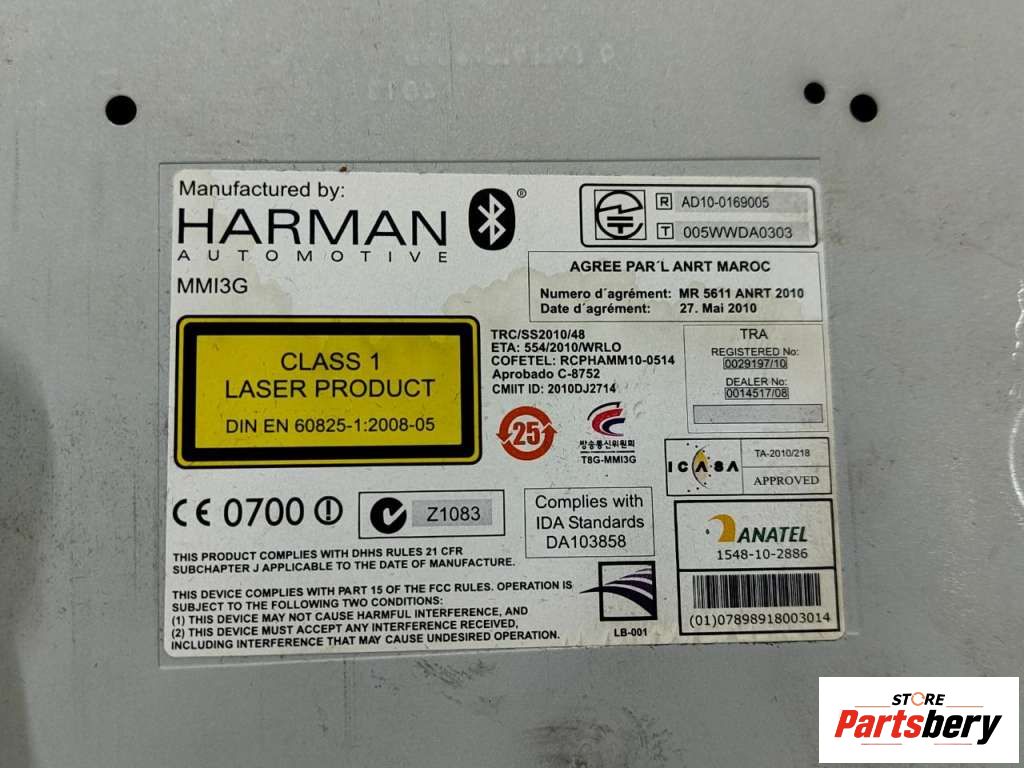 Manufactured by:
HARMAN
AUTOMOTIVE
MMI3G
®
R AD10-0169005
T 005WWDA0303
AGREE PAR´L ANRT MAROC
Numero d´agrément: MR 5611 ANRT 2010
Date d´agrément: 27. Mai 2010
CLASS 1
LASER PRODUCT
DIN EN 60825-1:2008-05
TRC/SS2010/48
ETA: 554/2010/WRLO
COFETEL: RCPHAMM10-0514
Aprobado C-8752
CMIIT ID: 2010DJ2714
TRA
REGISTERED No:
0029197/10
DEALER No:
0014517/08
25
방송통신위원회
T8G-MMI3G
ICASA
TA-2010/218
APPROVED
CE 0700
Z1083
Complies with
IDA Standards
DA103858
ANATEL
1548-10-2886
(01)07898918003014
THIS PRODUCT COMPLIES WITH DHHS RULES 21 CFR
SUBCHAPTER J APPLICABLE TO THE DATE OF MANUFACTURE.
THIS DEVICE COMPLIES WITH PART 15 OF THE FCC RULES. OPERATION IS
SUBJECT TO THE FOLLOWING TWO CONDITIONS:
(1) THIS DEVICE MAY NOT CAUSE HARMFUL INTERFERENCE, AND
(2) THIS DEVICE MUST ACCEPT ANY INTERFERENCE RECEIVED,
INCLUDING INTERFERENCE THAT MAY CAUSE UNDESIRED OPERATION.
LB-001
STORE
Partsbery